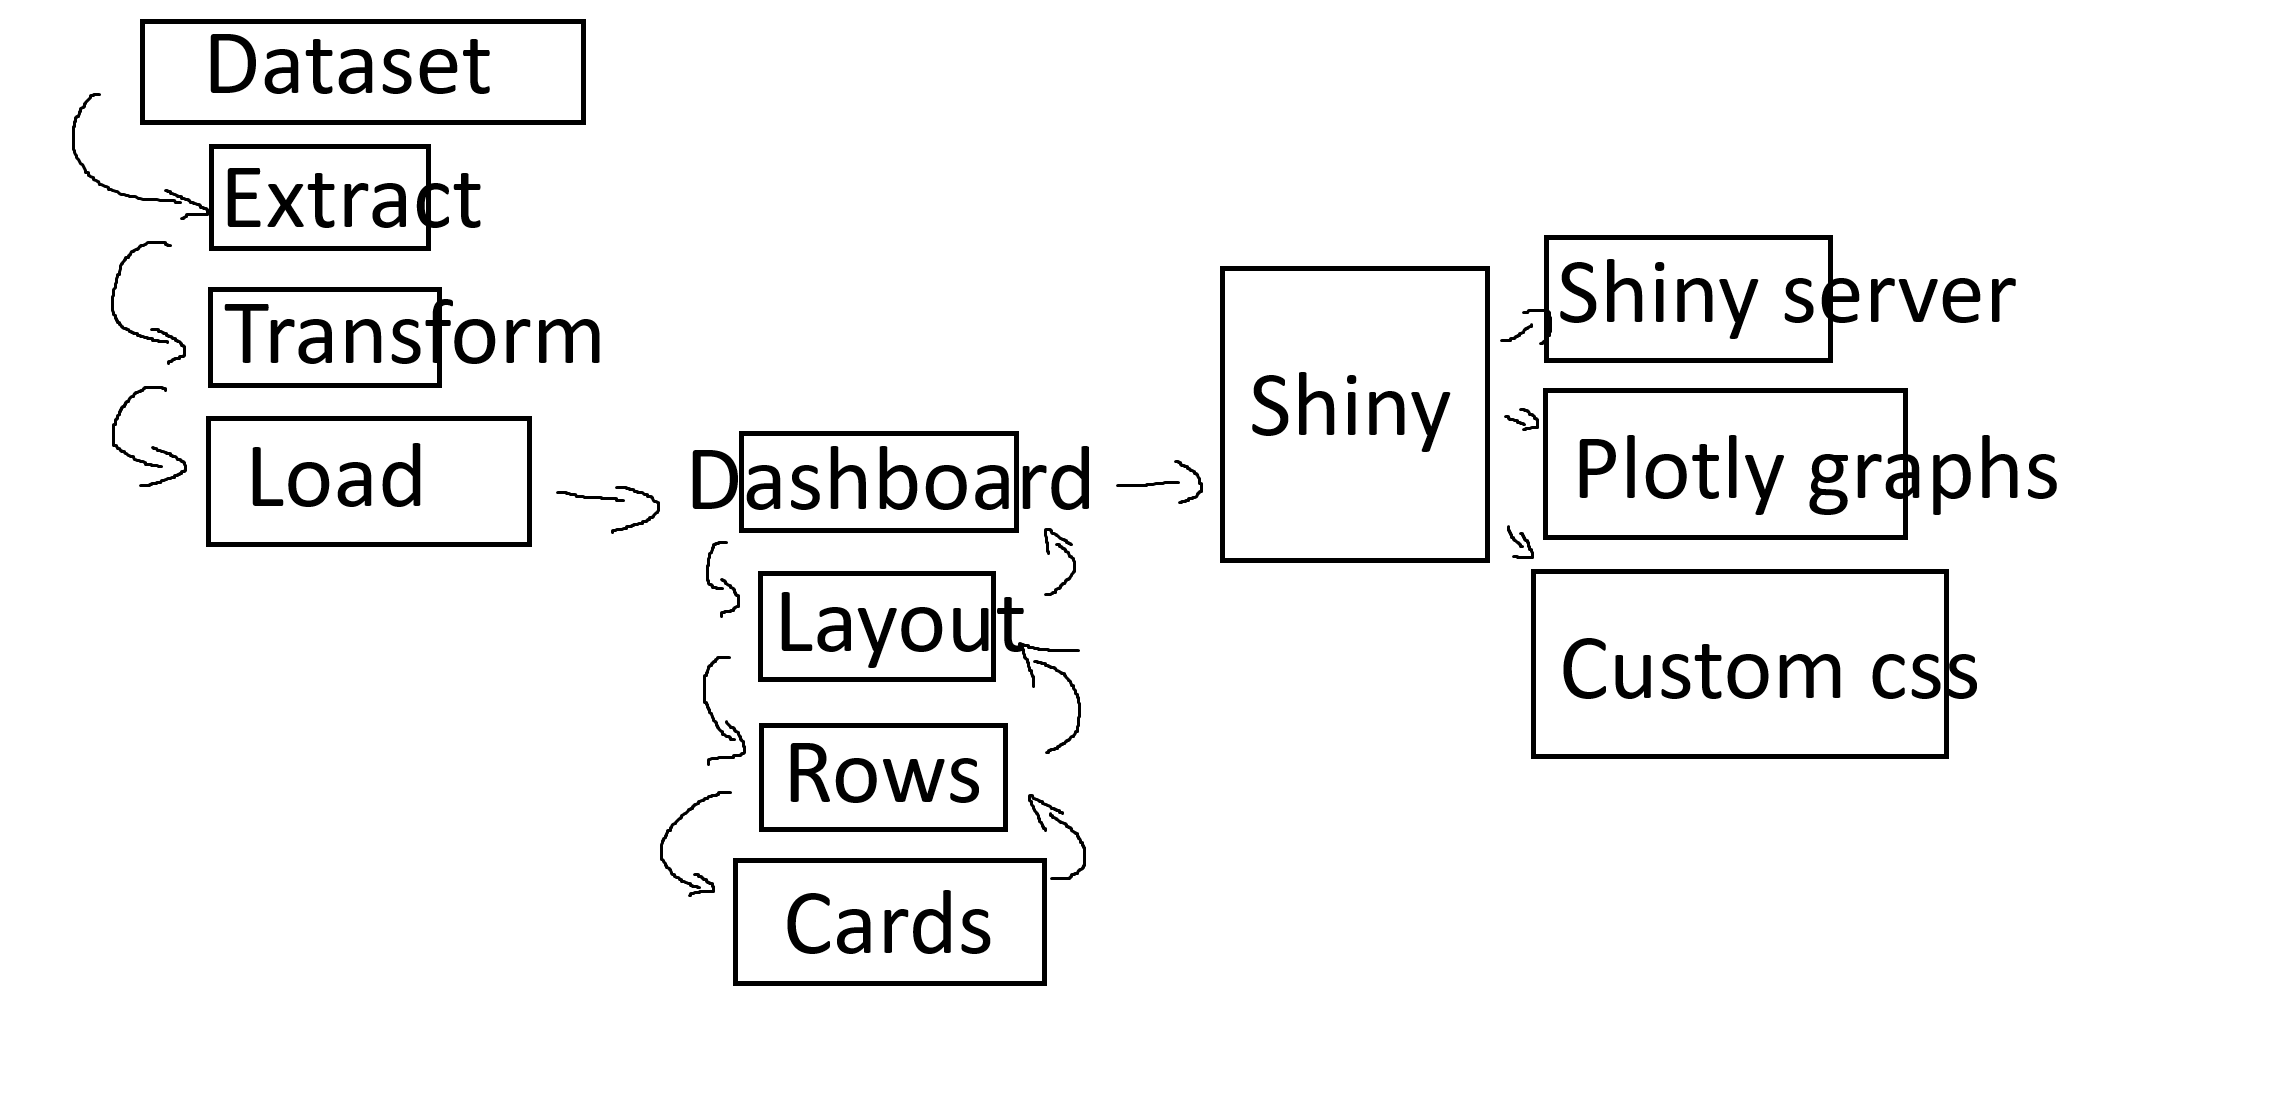 Dataset
Extract
Transform
Load
Dashboard
Layout
Rows
Cards
Shiny
Shiny server
Plotly graphs
Custom css